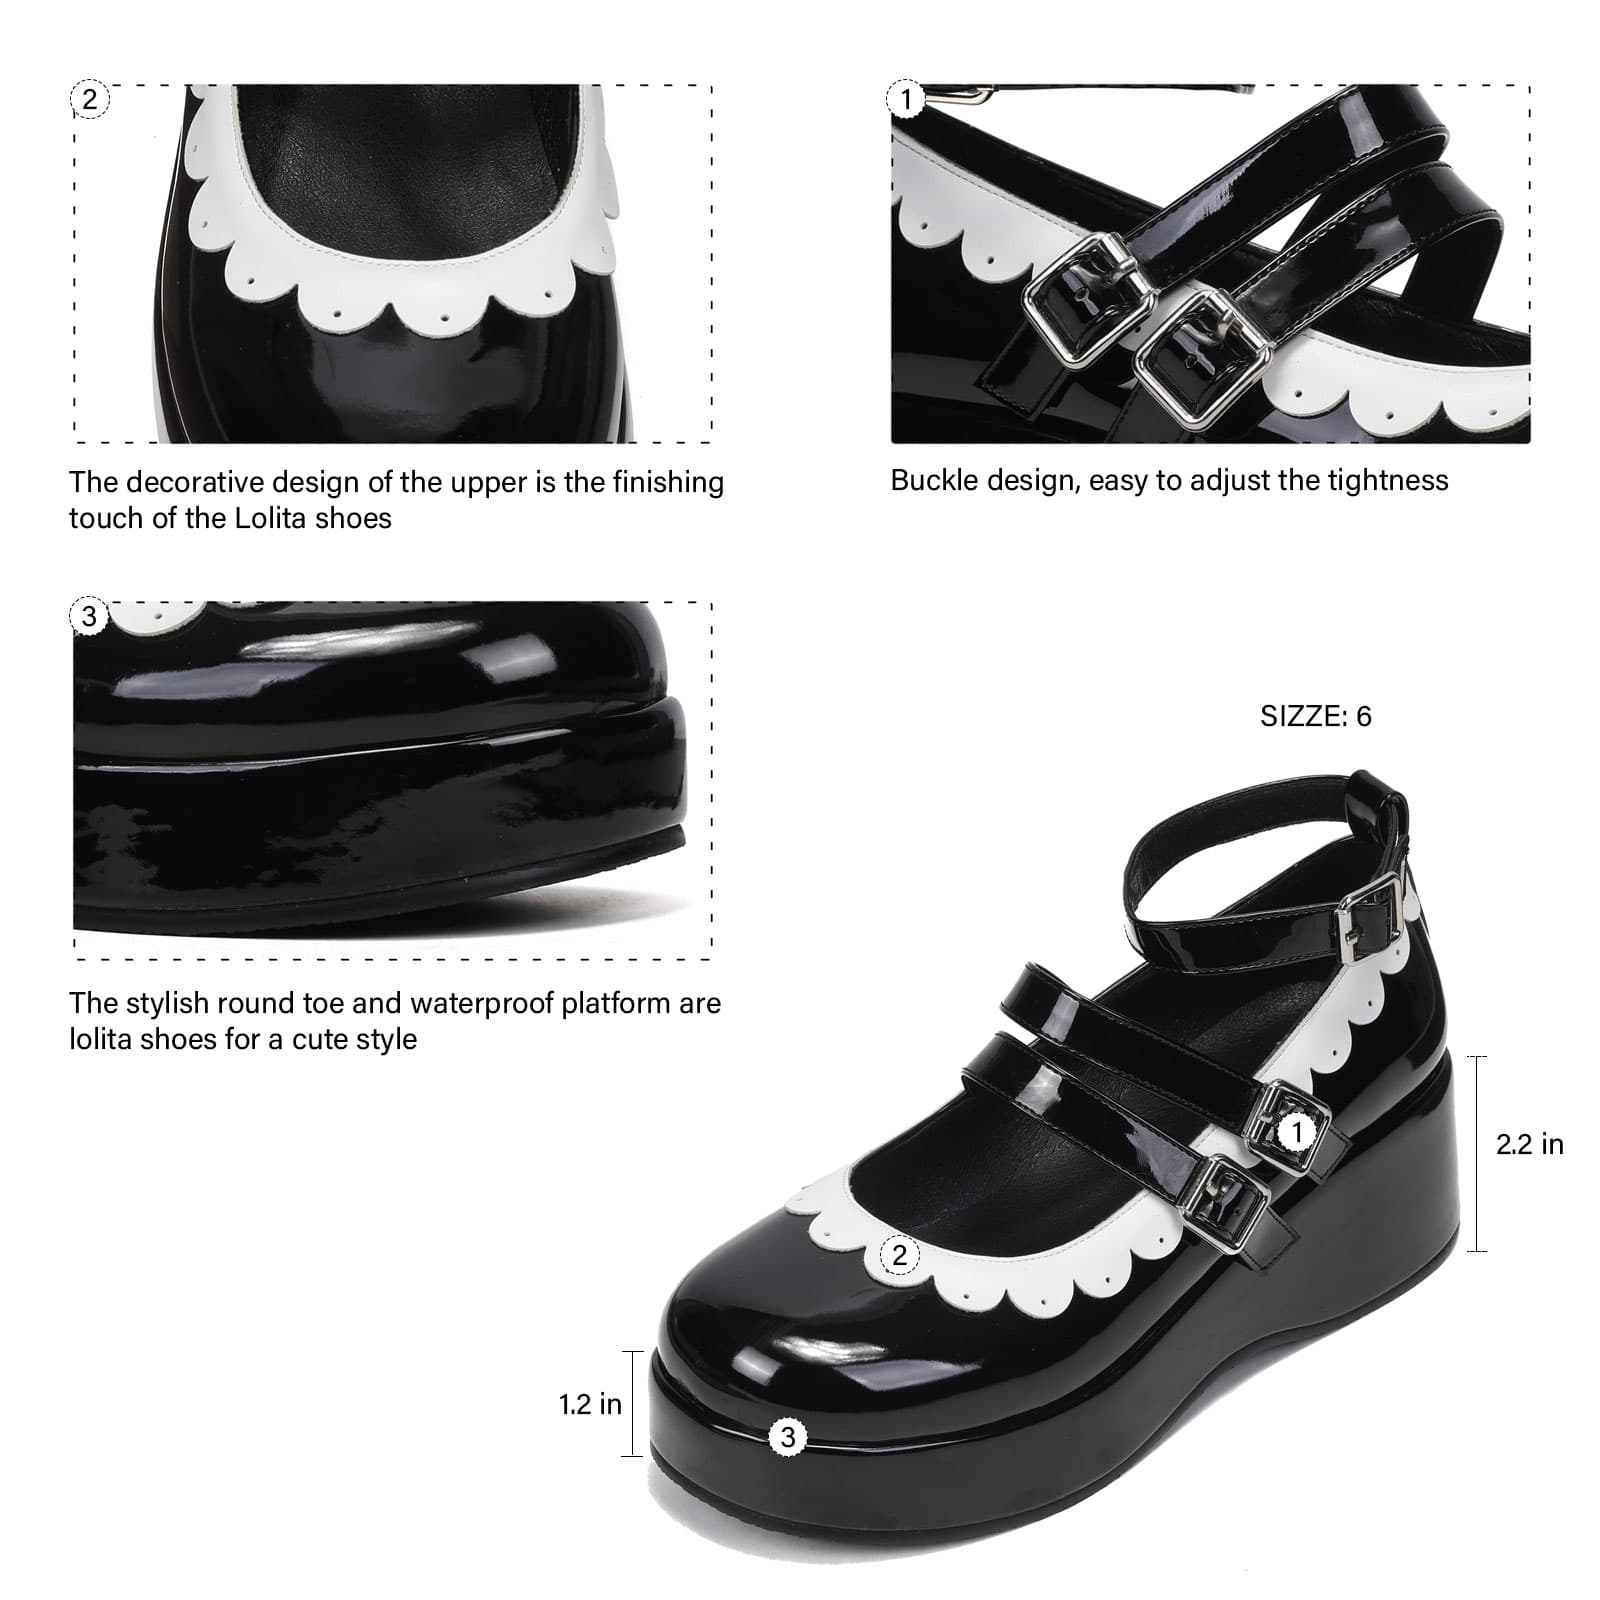 2
The decorative design of the upper is the finishing
touch of the Lolita shoes
1
Buckle design, easy to adjust the tightness
3
The stylish round toe and waterproof platform are
lolita shoes for a cute style
SIZZE: 6
1
2.2 in
2
1.2 in
3